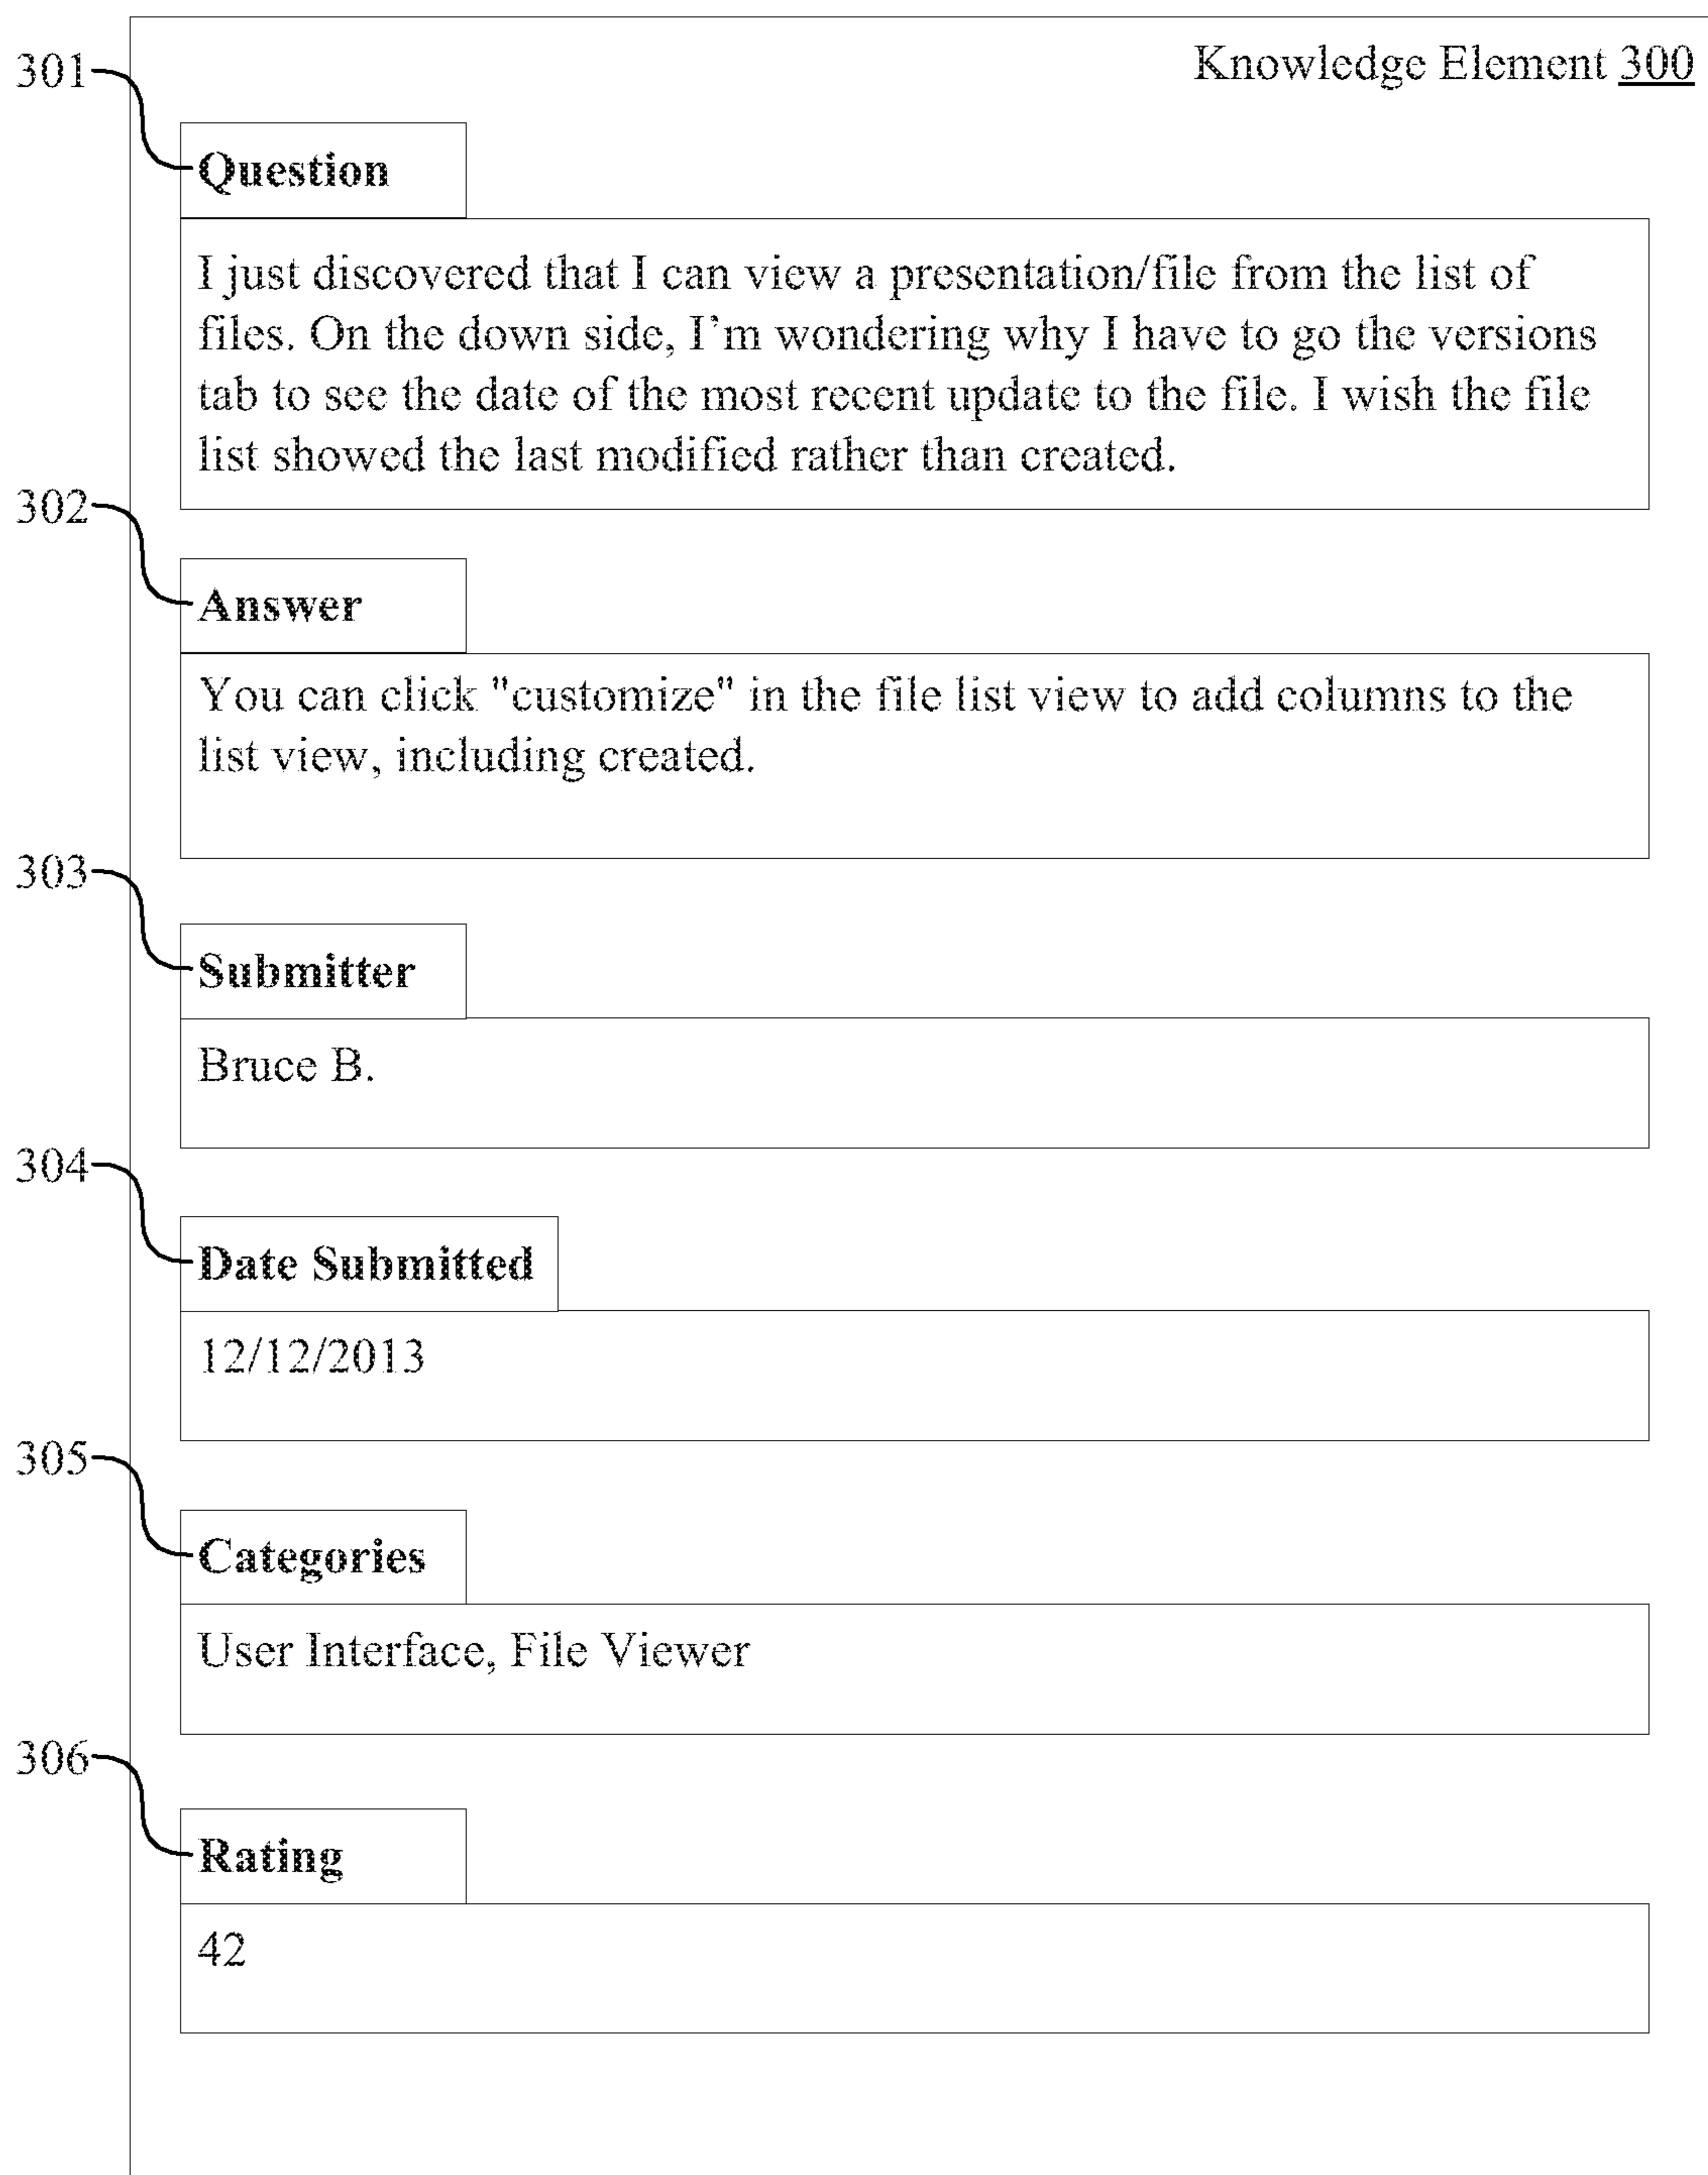 Knowledge Element 300
301
Question
I just discovered that I can view a presentation/file from the list of
files. On the down side, I'm wondering why I have to go the versions
tab to see the date of the most recent update to the file. I wish the file
list showed the last modified rather than created.
302
Answer
You can click "customize" in the file list view to add columns to the
list view, including created.
303
Submitter
Bruce B.
304
Date Submitted
12/12/2013
305
Categories
User Interface, File Viewer
306
Rating
42